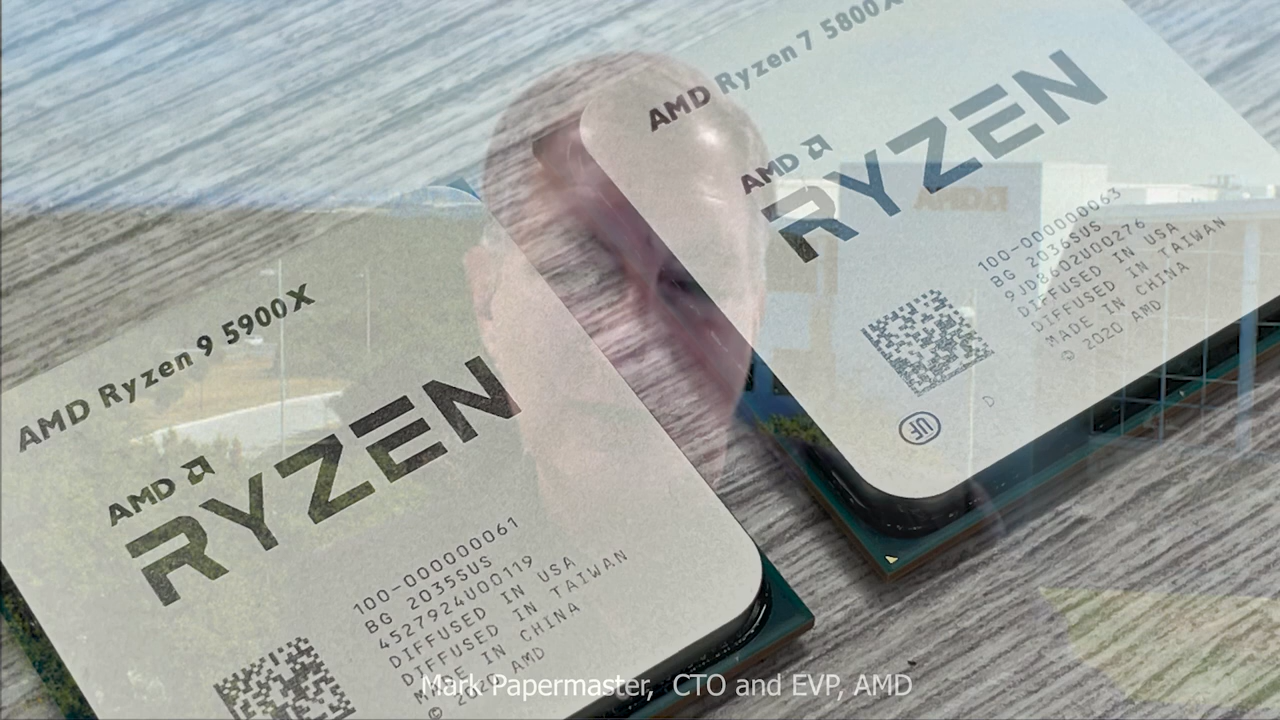 AMD Ryzen 9 5900X
AMD
RYZEN
100-000000061
BG 2035SUS
4527924U00119
DIFFUSED IN USA
DIFFUSED IN TAIWAN
MADE IN CHINA
© 2020 AMD
AMD Ryzen 7 5800X
AMD
RYZEN
100-000000063
BG 2036SUS
9JD8602U00276
DIFFUSED IN USA
DIFFUSED IN TAIWAN
MADE IN CHINA
© 2020 AMD
UF
D
AMD
Mark Papermaster, CTO and EVP, AMD